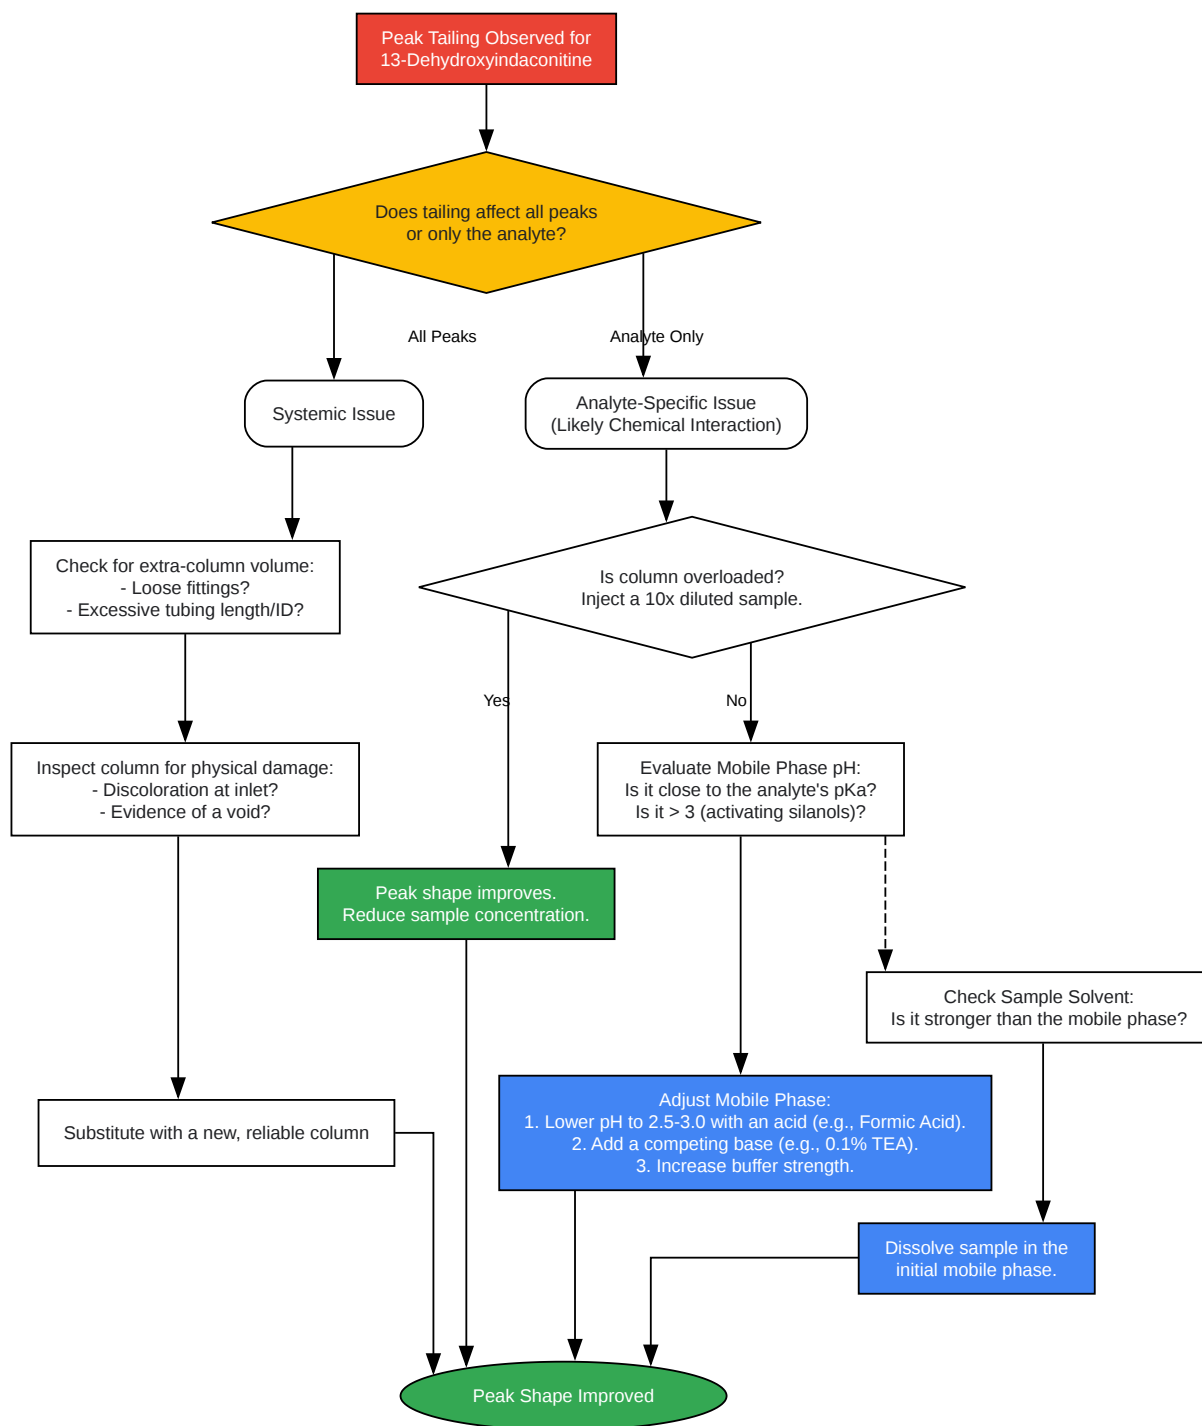 Peak Tailing Observed for
13-Dehydroxyindaconitine
Does tailing affect all peaks
or only the analyte?
All Peaks
Analyte Only
Systemic Issue
Analyte-Specific Issue
(Likely Chemical Interaction)
Check for extra-column volume:
- Loose fittings?
- Excessive tubing length/ID?
Is column overloaded?
Inject a 10x diluted sample.
Yes
No
Inspect column for physical damage:
- Discoloration at inlet?
- Evidence of a void?
Evaluate Mobile Phase pH:
Is it close to the analyte's pKa?
Is it > 3 (activating silanols)?
Peak shape improves.
Reduce sample concentration.
Check Sample Solvent:
Is it stronger than the mobile phase?
Substitute with a new, reliable column
Adjust Mobile Phase:
1. Lower pH to 2.5-3.0 with an acid (e.g., Formic Acid).
2. Add a competing base (e.g., 0.1% TEA).
3. Increase buffer strength.
Dissolve sample in the
initial mobile phase.
Peak Shape Improved